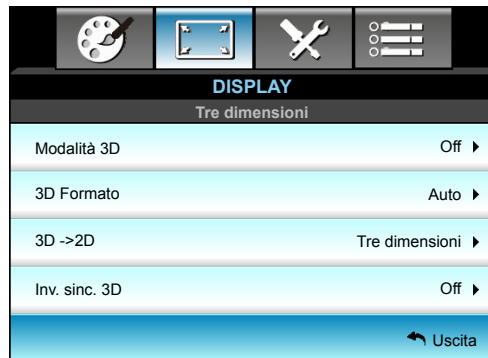 DISPLAY
Tre dimensioni
Modalità 3D Off
3D Formato Auto
3D ->2D Tre dimensioni
Inv. sinc. 3D Off
Uscita